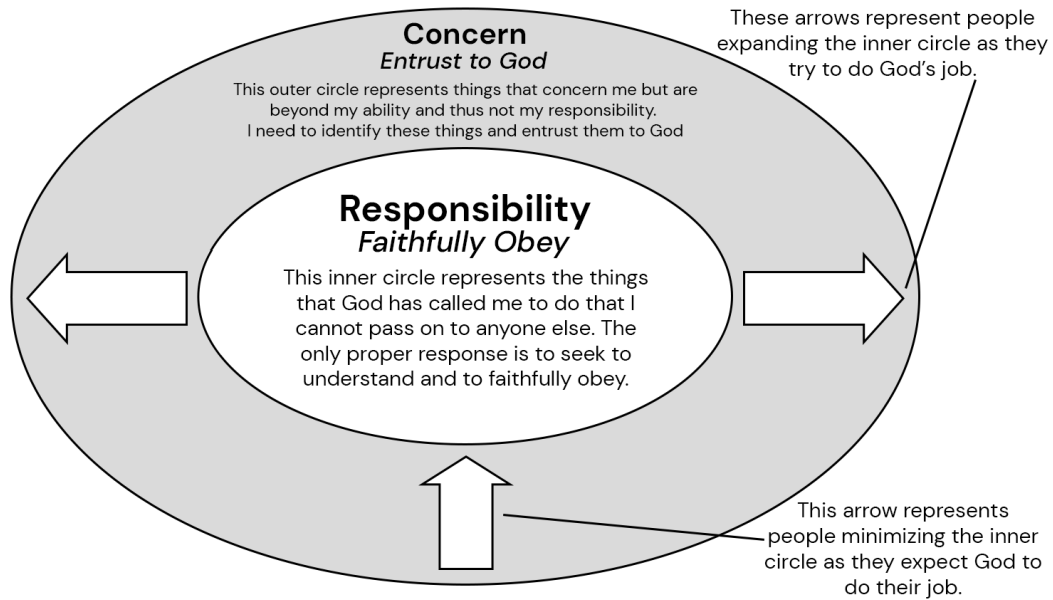 Concern
Entrust to God
This outer circle represents things that concern me but are
beyond my ability and thus not my responsibility.
I need to identify these things and entrust them to God
These arrows represent people
expanding the inner circle as they
try to do God's job.
Responsibility
Faithfully Obey
This inner circle represents the things
that God has called me to do that I
cannot pass on to anyone else. The
only proper response is to seek to
understand and to faithfully obey.
This arrow represents
people minimizing the inner
circle as they expect God to
do their job.